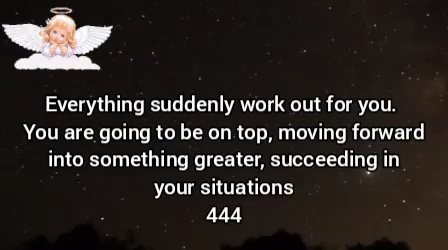 Everything suddenly work out for you.
You are going to be on top, moving forward
into something greater, succeeding in
your situations
444